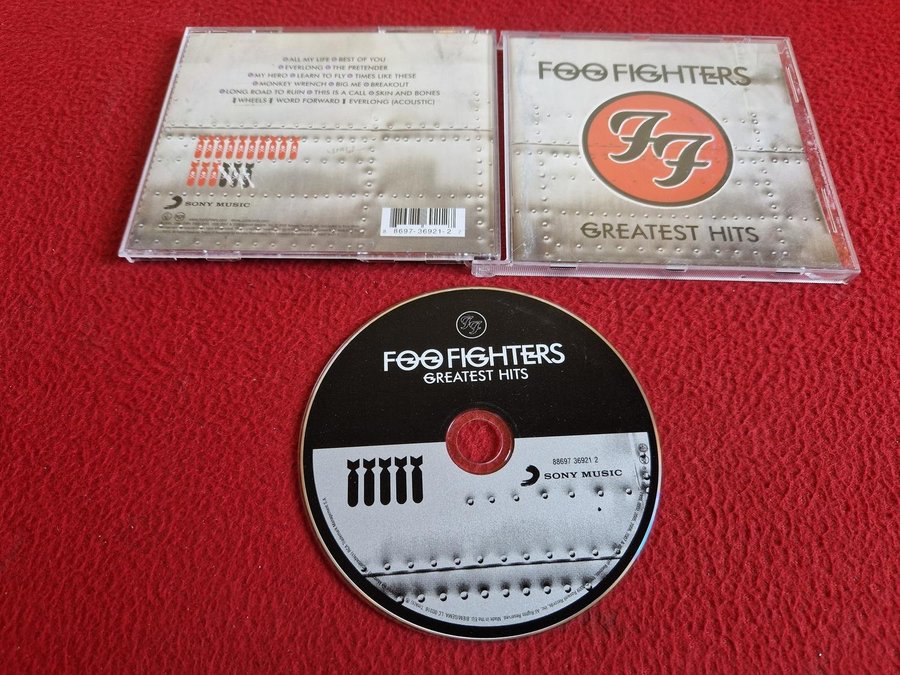 ALL MY LIFE BEST OF YOU
EVERLONG THE PRETENDER
MY HERO LEARN TO FLY TIMES LIKE THESE
MONKEY WRENCH BIG ME BREAKOUT
LONG ROAD TO RUIN THIS IS A CALL SKIN AND BONES
WHEELS WORD FORWARD EVERLONG (ACOUSTIC)
SONY MUSIC
8 8697-36921-2 7
FOO FIGHTERS
FF
GREATEST HITS
FF
FOO FIGHTERS
GREATEST HITS
88697 36921 2
SONY MUSIC